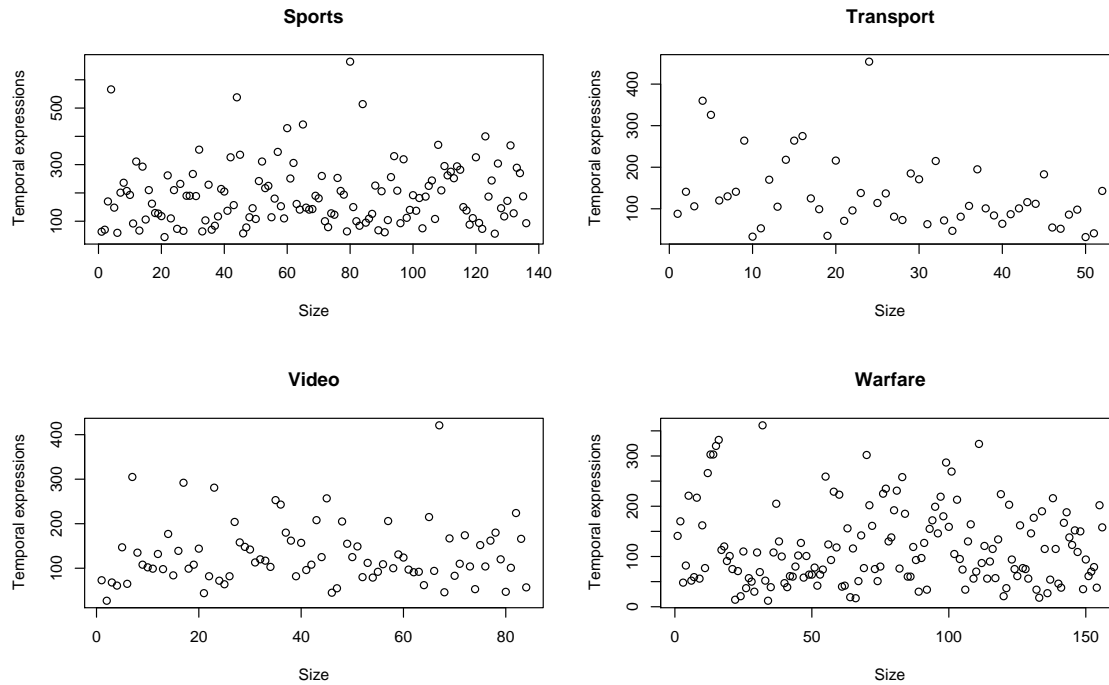 Sports
Temporal expressions
100 300 500
0 20 40 60 80 100 120 140
Size
Transport
Temporal expressions
100 200 300 400
0 10 20 30 40 50
Size
Video
Temporal expressions
100 200 300 400
0 20 40 60 80
Size
Warfare
Temporal expressions
0 100 200 300
0 50 100 150
Size